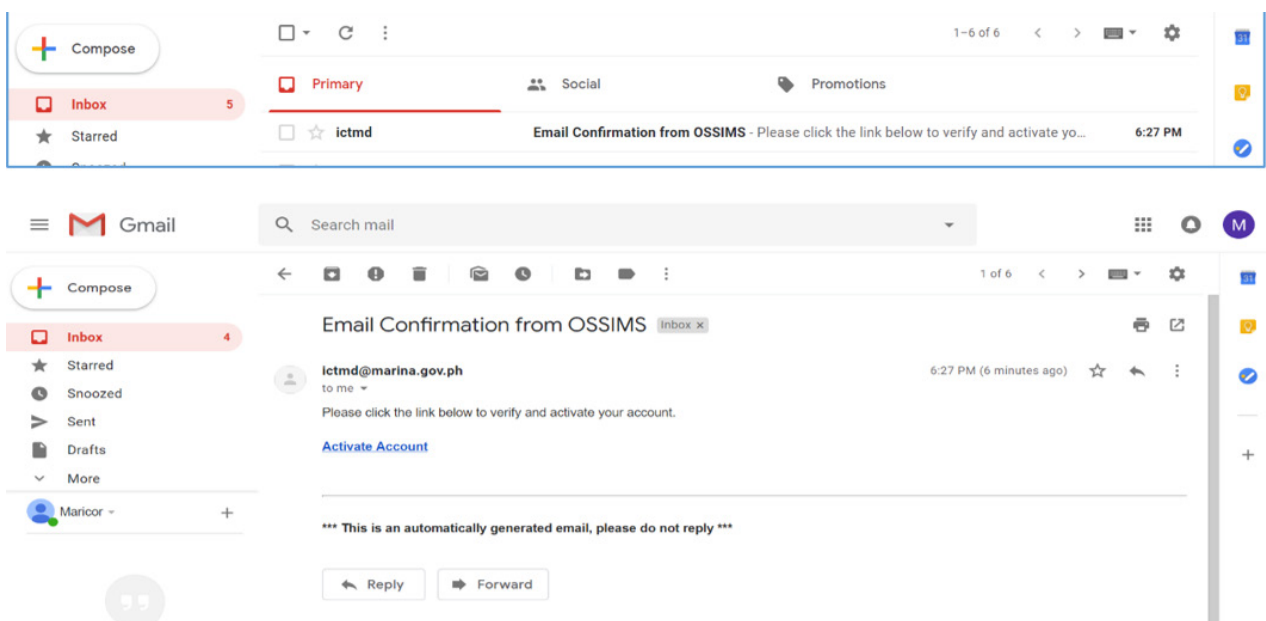 Compose
1–6 of 6
31
Primary
Social
Promotions
Inbox 5
ictmd Email Confirmation from OSSIMS - Please click the link below to verify and activate yo... 6:27 PM
Starred
Snoozed
Gmail
Search mail
M
Compose
1 of 6
31
Email Confirmation from OSSIMS Inbox x
Inbox 4
Starred
ictmd@marina.gov.ph 6:27 PM (6 minutes ago)
to me
Snoozed
Please click the link below to verify and activate your account.
Sent
Activate Account
Drafts
More
Maricor
*** This is an automatically generated email, please do not reply ***
Reply
Forward